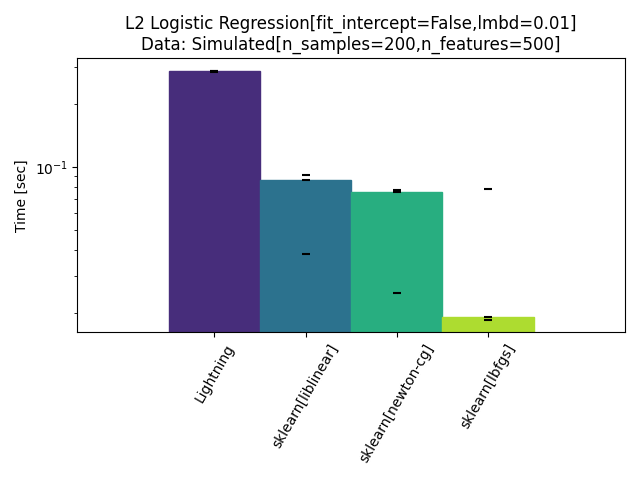 L2 Logistic Regression[fit_intercept=False,lmbd=0.01]
Data: Simulated[n_samples=200,n_features=500]
Time [sec]
10⁻¹
Lightning
sklearn[liblinear]
sklearn[newton-cg]
sklearn[lbfgs]